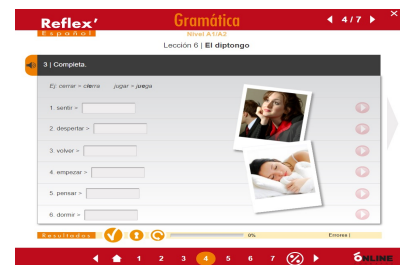 Reflex’
Español
Gramática
Nivel A1/A2
4 / 7
Lección 6 | El diptongo
3 | Completa.
Ej: cerrar > cierra jugar > juega
1. sentir >
2. despertar >
3. volver >
4. empezar >
5. pensar >
6. dormir >
Resultados
0%
Errores |
1 2 3 4 5 6 7
ONLINE